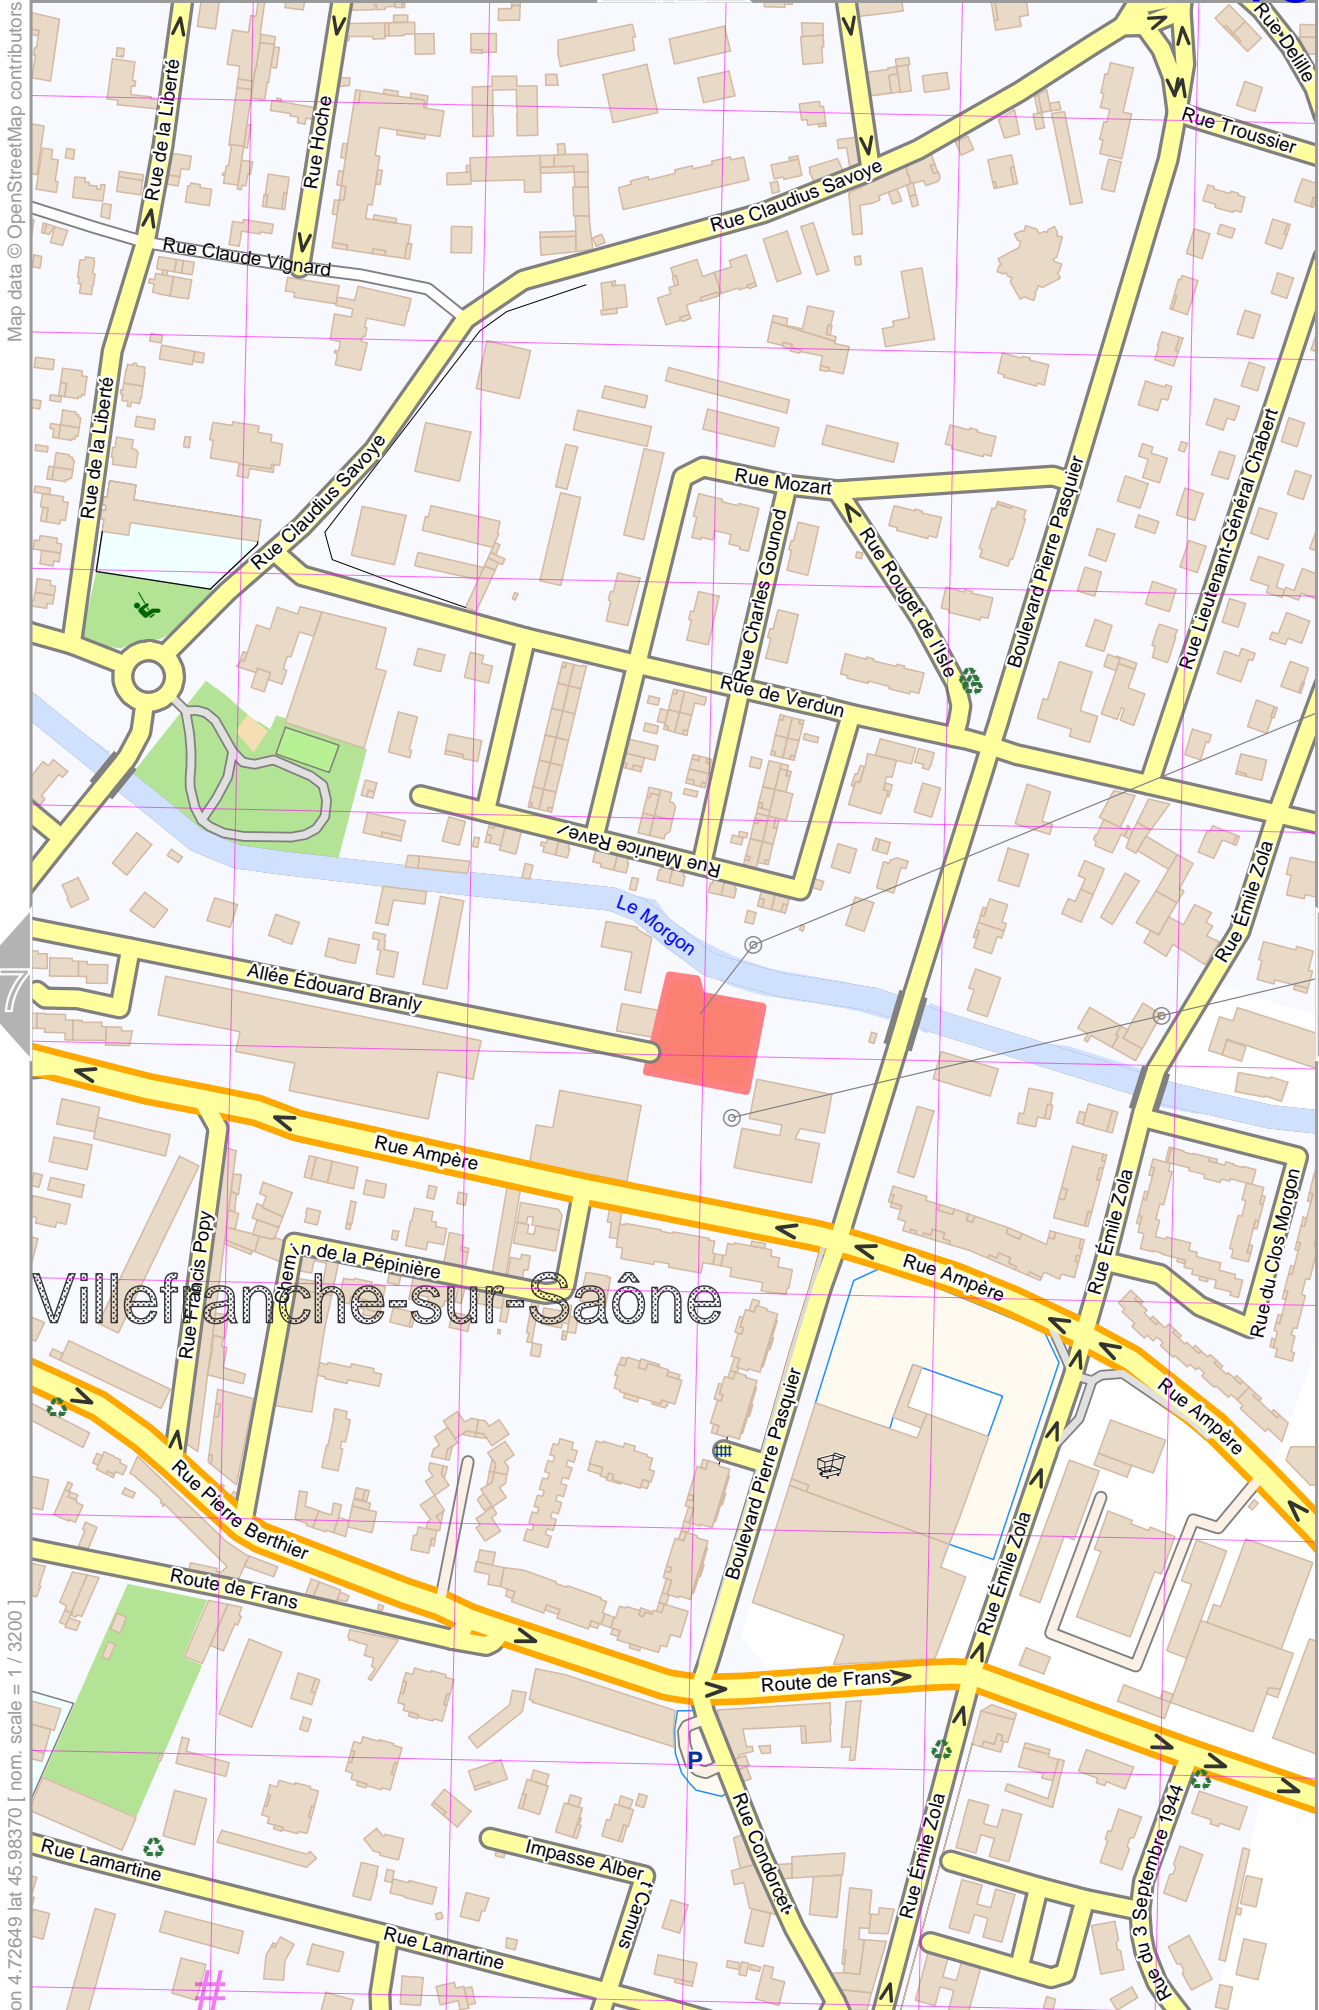 Map data © OpenStreetMap contributors
Rue Delille
Rue de la Liberté
Rue Hoche
Rue Troussier
Rue Claudius Savoye
Rue Claude Vignard
Rue de la Liberté
Rue Claudius Savoye
Rue Mozart
Rue Charles Gounod
Rue Rouget de l'Isle
Boulevard Pierre Pasquier
Rue Lieutenant-Général Chabert
Rue de Verdun
Rue Maurice Ravel
Rue Émile Zola
Le Morgon
Allée Édouard Branly
7
Rue Ampère
Rue Émile Zola
Rue du Clos Morgon
Rue Francis Popy
Chemin de la Pépinière
Rue Ampère
Villefranche-sur-Saône
Rue Ampère
Boulevard Pierre Pasquier
Rue Pierre Berthier
Rue Émile Zola
Route de Frans
Route de Frans
P
Rue Condorcet
Rue Émile Zola
Rue du 3 Septembre 1944
Rue Lamartine
Impasse Albert Camus
Rue Lamartine
#
on 4.72649 lat 45.98370 [ nom. scale = 1 / 3200 ]